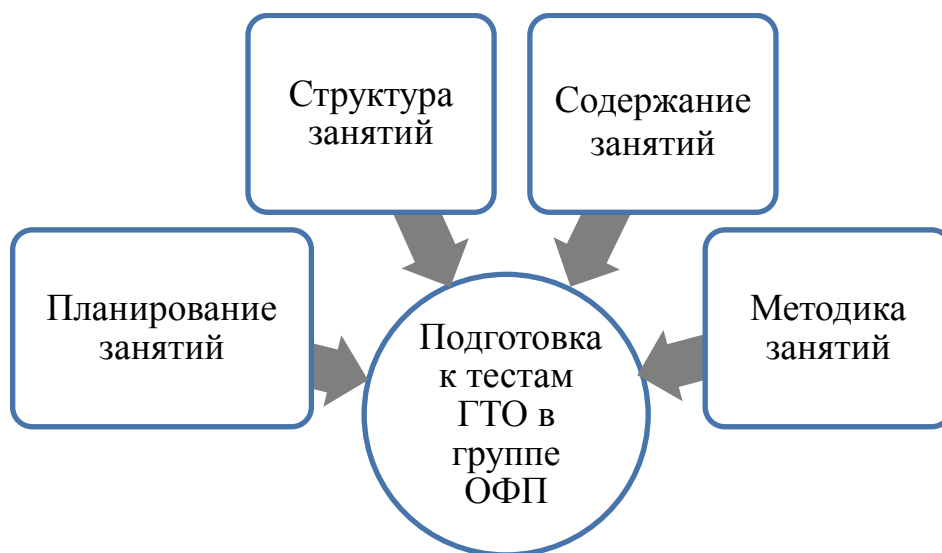 Структура
занятий
Содержание
занятий
Планирование
занятий
Методика
занятий
Подготовка
к тестам
ГТО в
группе
ОФП